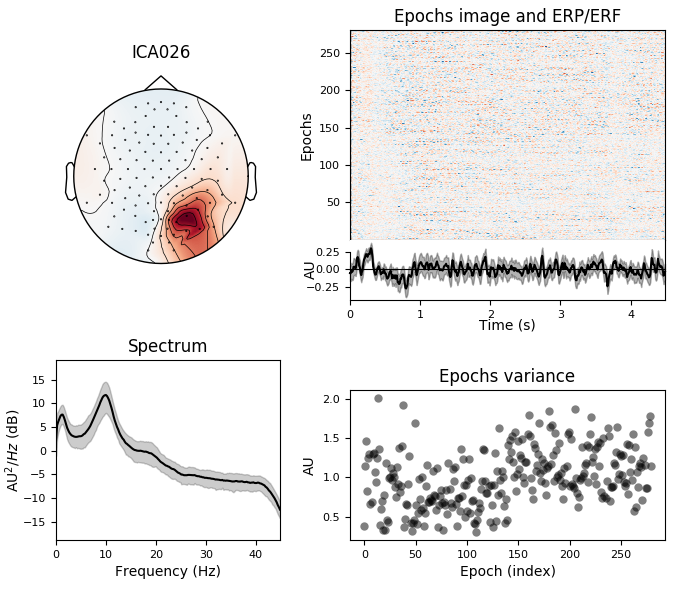 ICA026
Epochs image and ERP/ERF
Epochs
250
200
150
100
50
AU
0.25
0.00
−0.25
0 1 2 3 4
Time (s)
Spectrum
AU²/Hz (dB)
15
10
5
0
−5
−10
−15
0 10 20 30 40
Frequency (Hz)
Epochs variance
AU
2.0
1.5
1.0
0.5
0 50 100 150 200 250
Epoch (index)